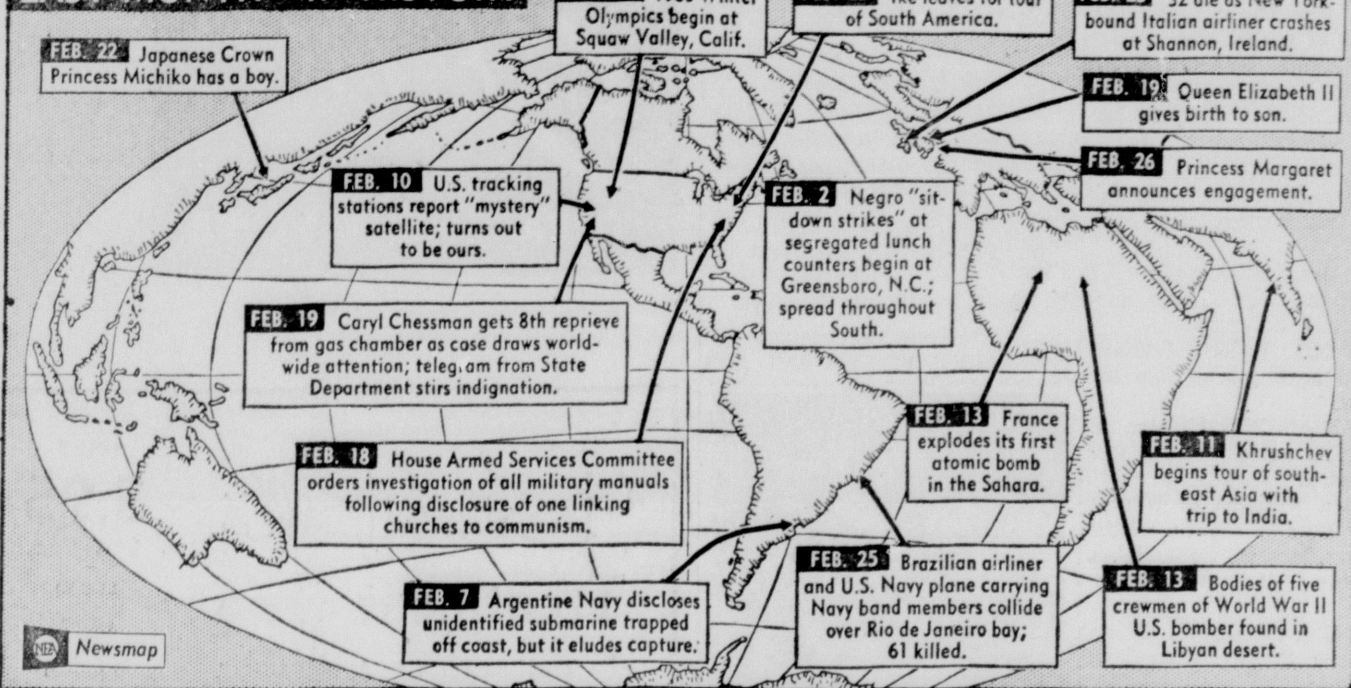 Olympics begin at
Squaw Valley, Calif.
of South America.
bound Italian airliner crashes
at Shannon, Ireland.
FEB. 22 Japanese Crown
Princess Michiko has a boy.
FEB. 19 Queen Elizabeth II
gives birth to son.
FEB. 26 Princess Margaret
announces engagement.
FEB. 10 U.S. tracking
stations report "mystery"
satellite; turns out
to be ours.
FEB. 2 Negro "sit-
down strikes" at
segregated lunch
counters begin at
Greensboro, N.C.;
spread throughout
South.
FEB. 19 Caryl Chessman gets 8th reprieve
from gas chamber as case draws world-
wide attention; teleg.am from State
Department stirs indignation.
FEB. 13 France
explodes its first
atomic bomb
in the Sahara.
FEB. 11 Khrushchev
begins tour of south-
east Asia with
trip to India.
FEB. 18 House Armed Services Committee
orders investigation of all military manuals
following disclosure of one linking
churches to communism.
FEB. 25 Brazilian airliner
and U.S. Navy plane carrying
Navy band members collide
over Rio de Janeiro bay;
61 killed.
FEB. 13 Bodies of five
crewmen of World War II
U.S. bomber found in
Libyan desert.
FEB. 7 Argentine Navy discloses
unidentified submarine trapped
off coast, but it eludes capture.
NEA Newsmap